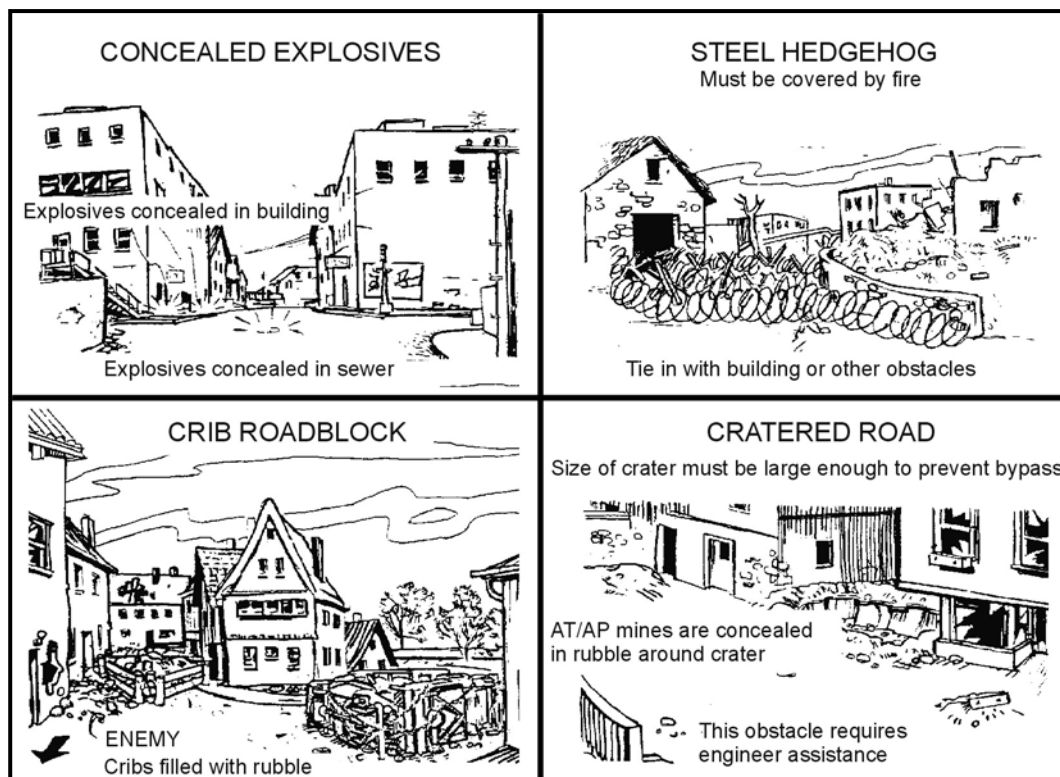 CONCEALED EXPLOSIVES
Explosives concealed in building
Explosives concealed in sewer
STEEL HEDGEHOG
Must be covered by fire
Tie in with building or other obstacles
CRIB ROADBLOCK
ENEMY
Cribs filled with rubble
CRATERED ROAD
Size of crater must be large enough to prevent bypass
AT/AP mines are concealed
in rubble around crater
This obstacle requires
engineer assistance